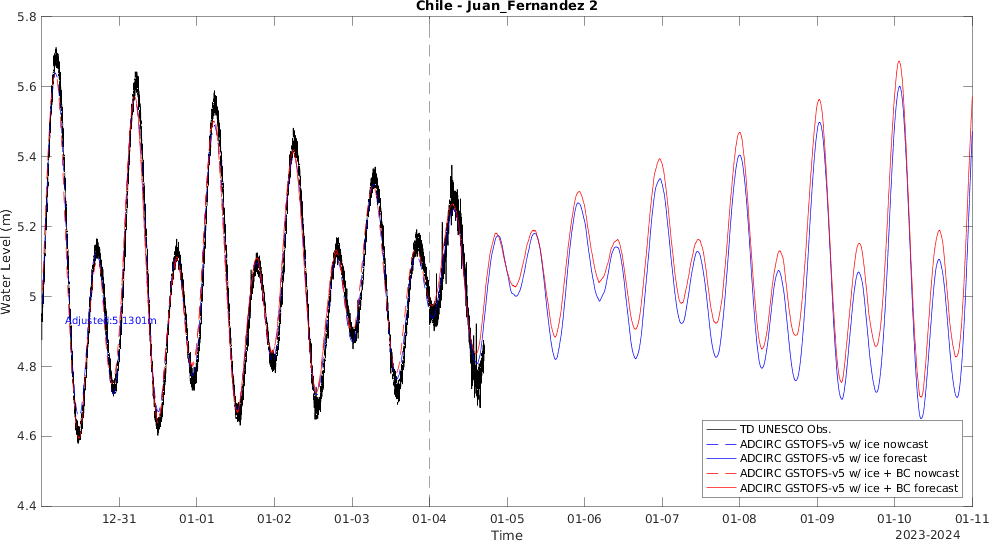 Chile - Juan_Fernandez 2
Water Level (m)
5.8
5.6
5.4
5.2
5
4.8
4.6
4.4
Adjusted:5.1301m
TD UNESCO Obs.
ADCIRC GSTOFS-v5 w/ ice nowcast
ADCIRC GSTOFS-v5 w/ ice forecast
ADCIRC GSTOFS-v5 w/ ice + BC nowcast
ADCIRC GSTOFS-v5 w/ ice + BC forecast
12-31 01-01 01-02 01-03 01-04 01-05 01-06 01-07 01-08 01-09 01-10 01-11
Time
2023-2024